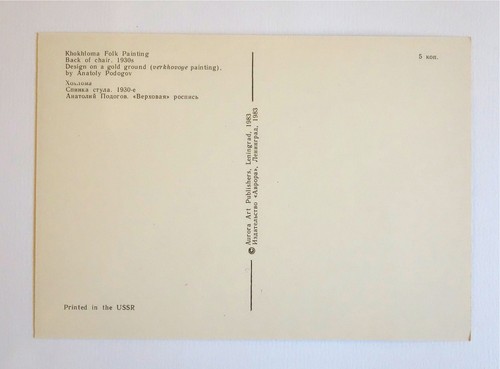 Khokhloma Folk Painting
Back of chair. 1930s
Design on a gold ground (verkhovoye painting),
by Anatoly Podogov
Хохлома
Спинка стула. 1930-е
Анатолий Подогов. «Верховая» роспись
5 коп.
© Aurora Art Publishers, Leningrad, 1983
Издательство «Аврора», Ленинград, 1983
Printed in the USSR